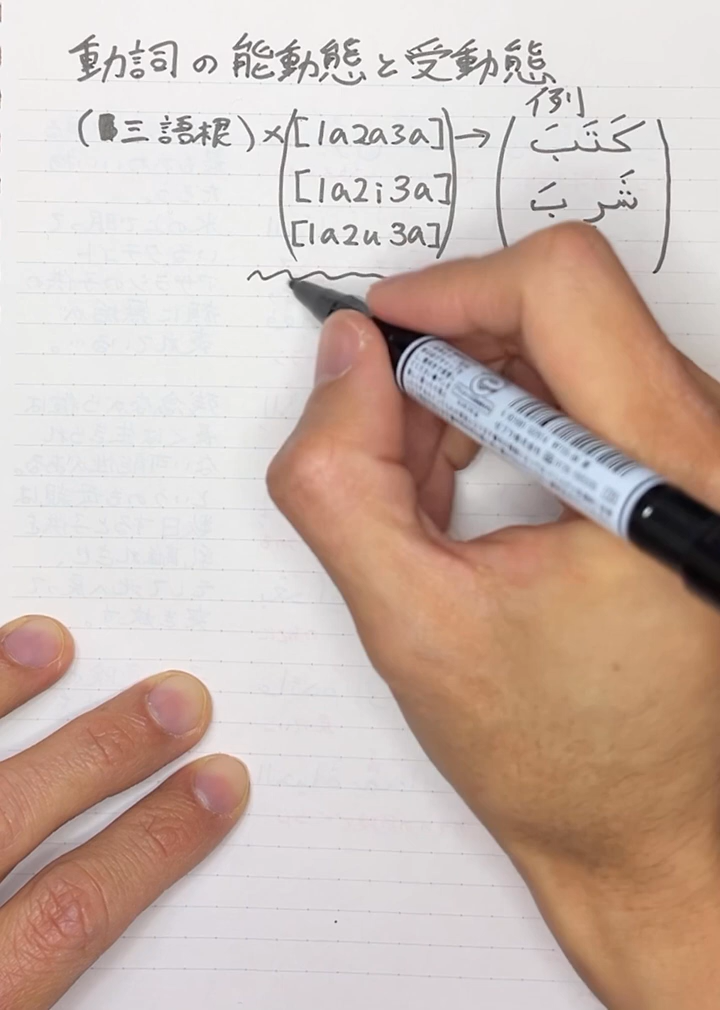 動詞の能動態と受動態
例
(三語根)×([1a2a3a]→(كَتَبَ
[1a2i3a] شَرِبَ
[1a2u3a]